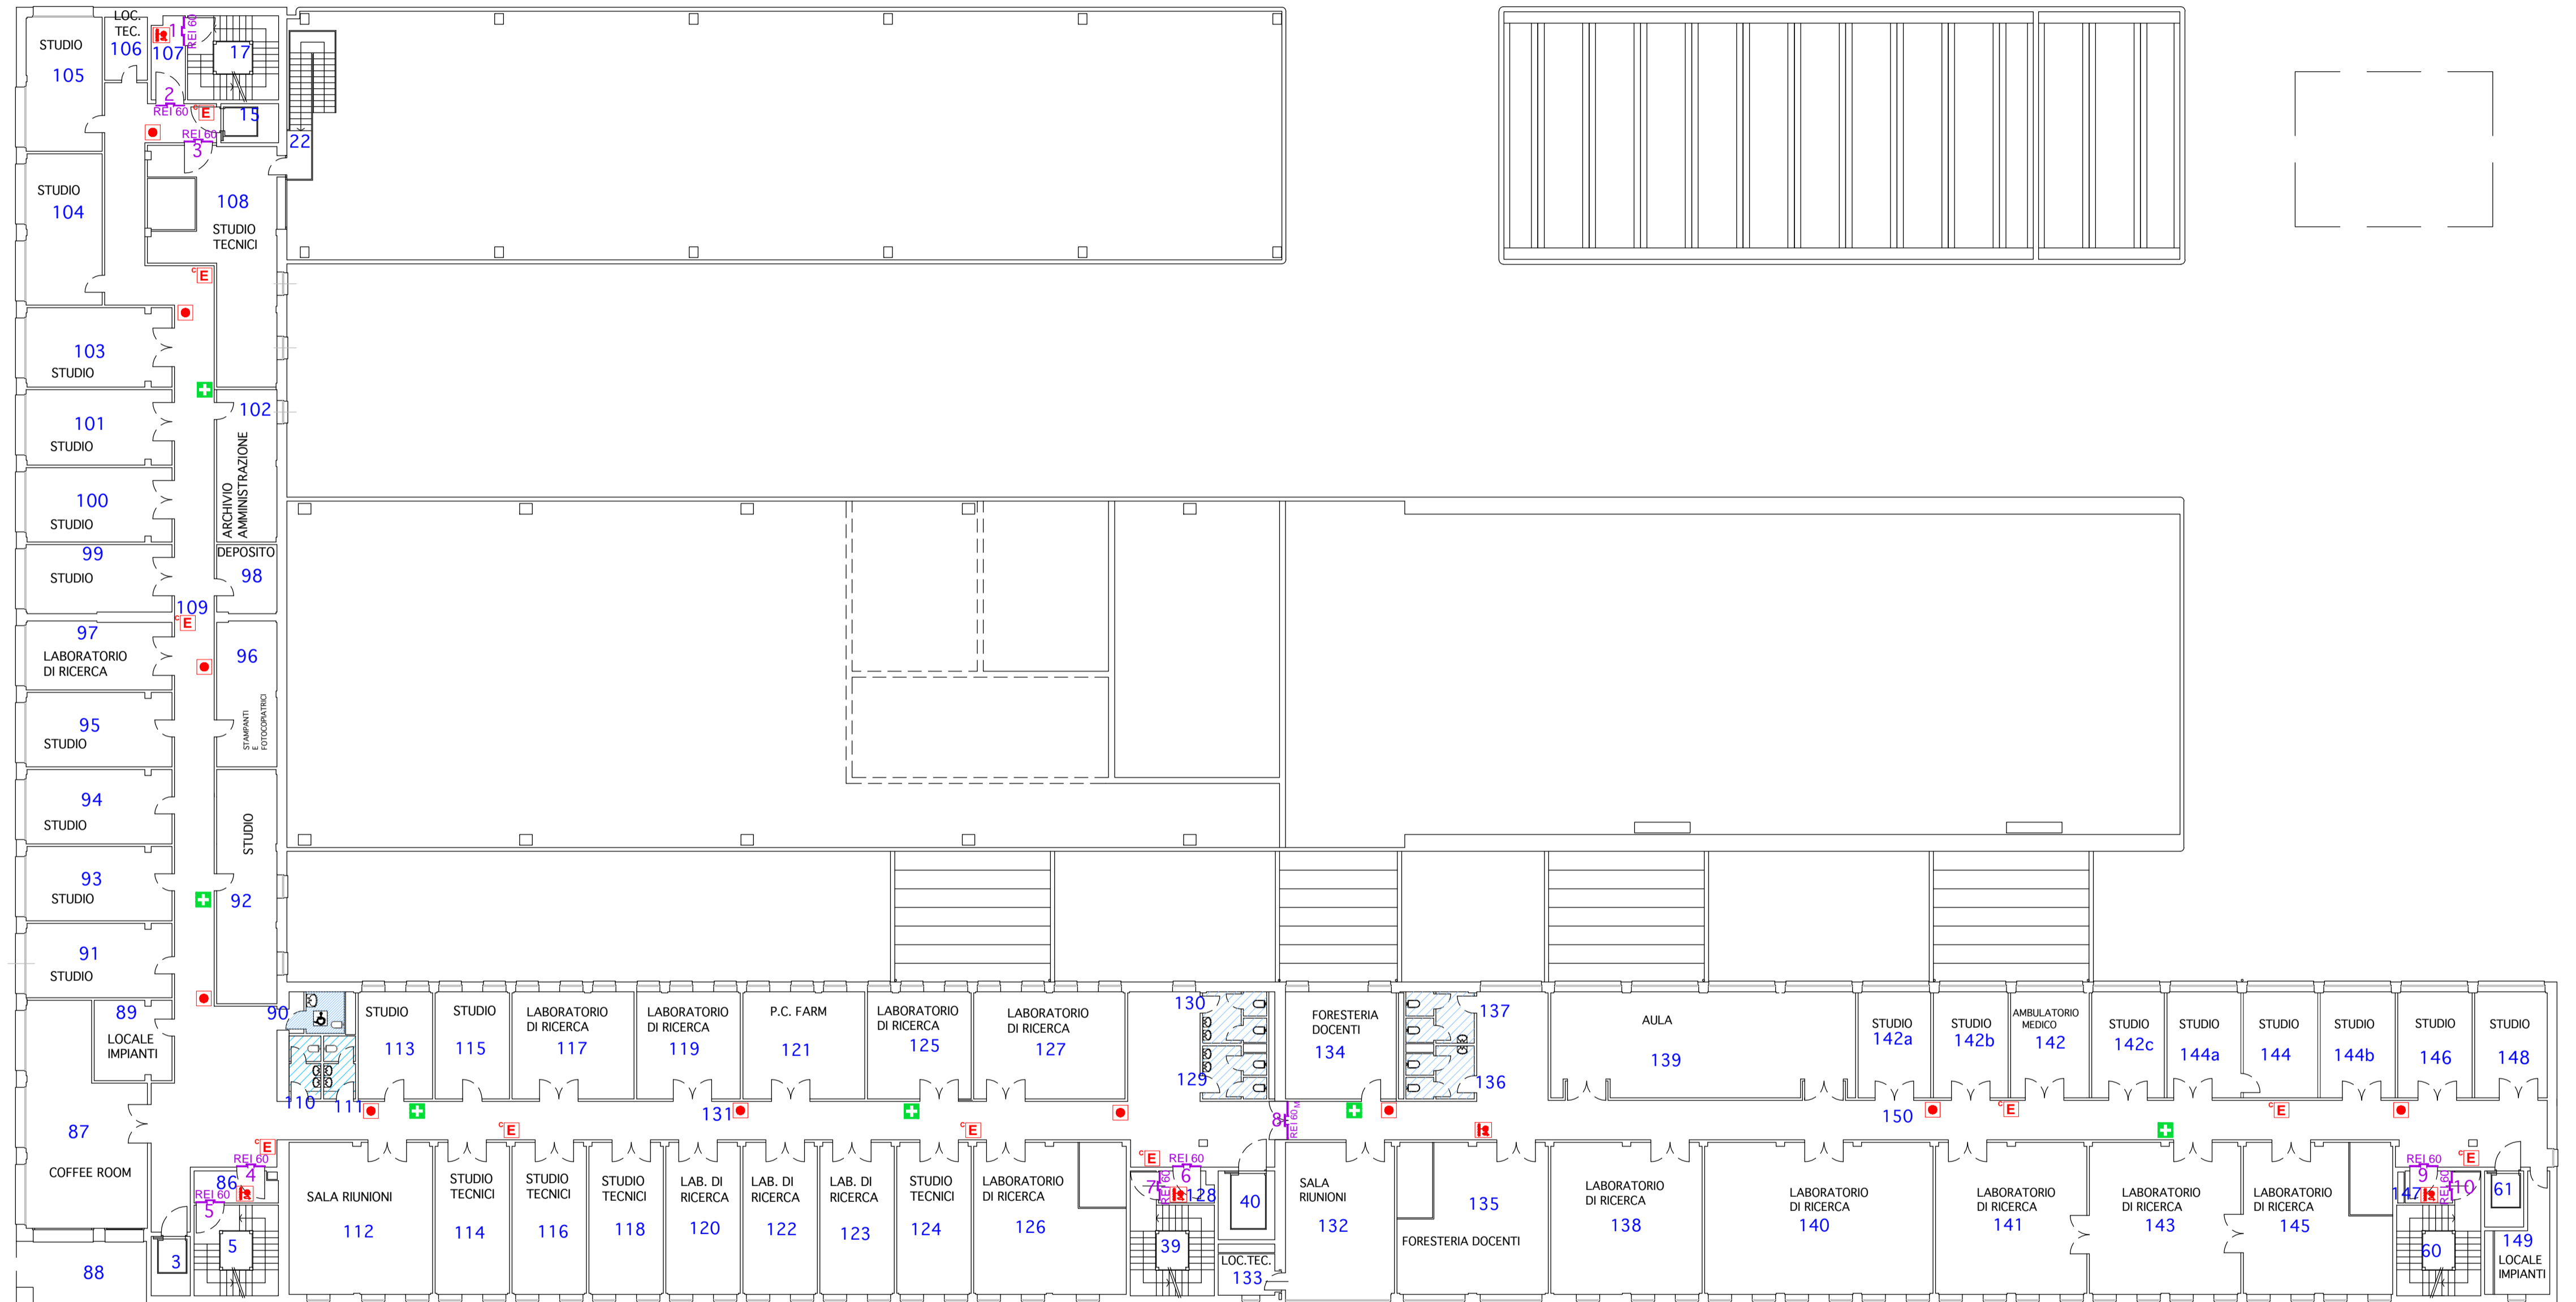 LOC.
TEC.
106
STUDIO
105
107
1
REI 60
17
2
REI 60
C E
15
REI 60
3
22
STUDIO
104
108
STUDIO
TECNICI
C E
103
STUDIO
102
101
STUDIO
ARCHIVIO
AMMINISTRAZIONE
100
STUDIO
99
STUDIO
DEPOSITO
98
109
C E
97
LABORATORIO
DI RICERCA
96
STAMPANTI
E
FOTOCOPIATRICI
95
STUDIO
94
STUDIO
STUDIO
92
93
STUDIO
91
STUDIO
89
LOCALE
IMPIANTI
90
87
COFFEE ROOM
88
110
111
STUDIO
113
STUDIO
115
LABORATORIO
DI RICERCA
117
LABORATORIO
DI RICERCA
119
P.C. FARM
121
LABORATORIO
DI RICERCA
125
LABORATORIO
DI RICERCA
127
130
129
FORESTERIA
DOCENTI
134
137
136
AULA
139
STUDIO
142a
STUDIO
142b
AMBULATORIO
MEDICO
142
STUDIO
142c
STUDIO
144a
STUDIO
144
STUDIO
144b
STUDIO
146
STUDIO
148
131
150
C E
C E
C E
C E
C E
C E
C E
8
REI 60 M
REI 60
4
86
REI 60
5
5
3
SALA RIUNIONI
112
STUDIO
TECNICI
114
STUDIO
TECNICI
116
STUDIO
TECNICI
118
LAB. DI
RICERCA
120
LAB. DI
RICERCA
122
LAB. DI
RICERCA
123
STUDIO
TECNICI
124
LABORATORIO
DI RICERCA
126
REI 60
6
7
REI 60
128
39
40
LOC.TEC.
133
SALA
RIUNIONI
132
135
FORESTERIA DOCENTI
LABORATORIO
DI RICERCA
138
LABORATORIO
DI RICERCA
140
LABORATORIO
DI RICERCA
141
LABORATORIO
DI RICERCA
143
LABORATORIO
DI RICERCA
145
REI 60
9
147
REI 60
10
61
60
149
LOCALE
IMPIANTI